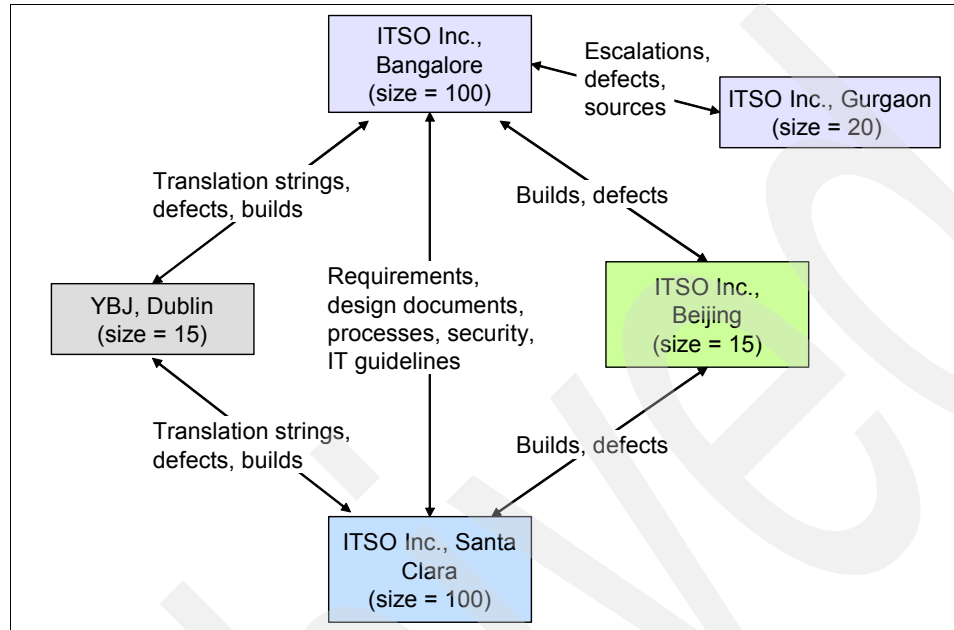 ITSO Inc.,
Bangalore
(size = 100)
Escalations,
defects,
sources
ITSO Inc., Gurgaon
(size = 20)
Translation strings,
defects, builds
Builds, defects
Requirements,
design documents,
processes, security,
IT guidelines
YBJ, Dublin
(size = 15)
ITSO Inc.,
Beijing
(size = 15)
Translation strings,
defects, builds
Builds, defects
ITSO Inc., Santa
Clara
(size = 100)